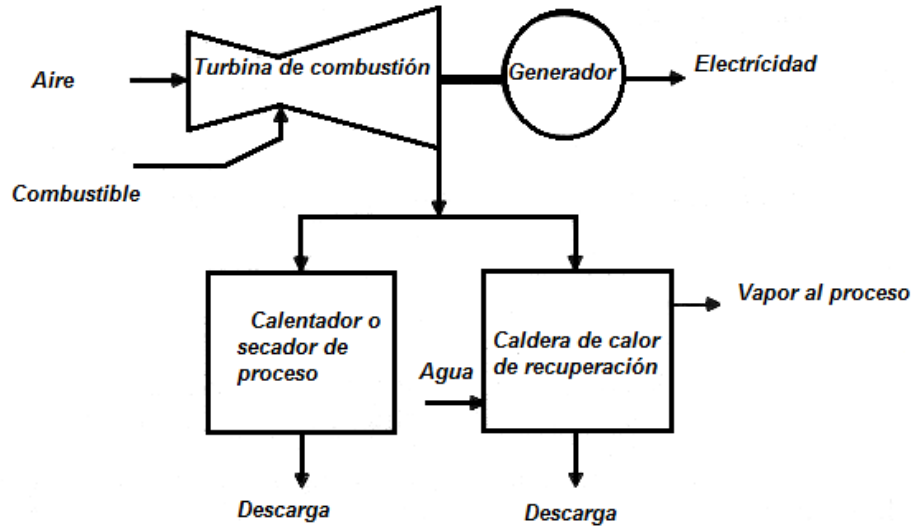 Turbina de combustión
Generador
Electrícidad
Aire
Combustible
Calentador o
secador de
proceso
Caldera de calor
de recuperación
Vapor al proceso
Agua
Descarga
Descarga